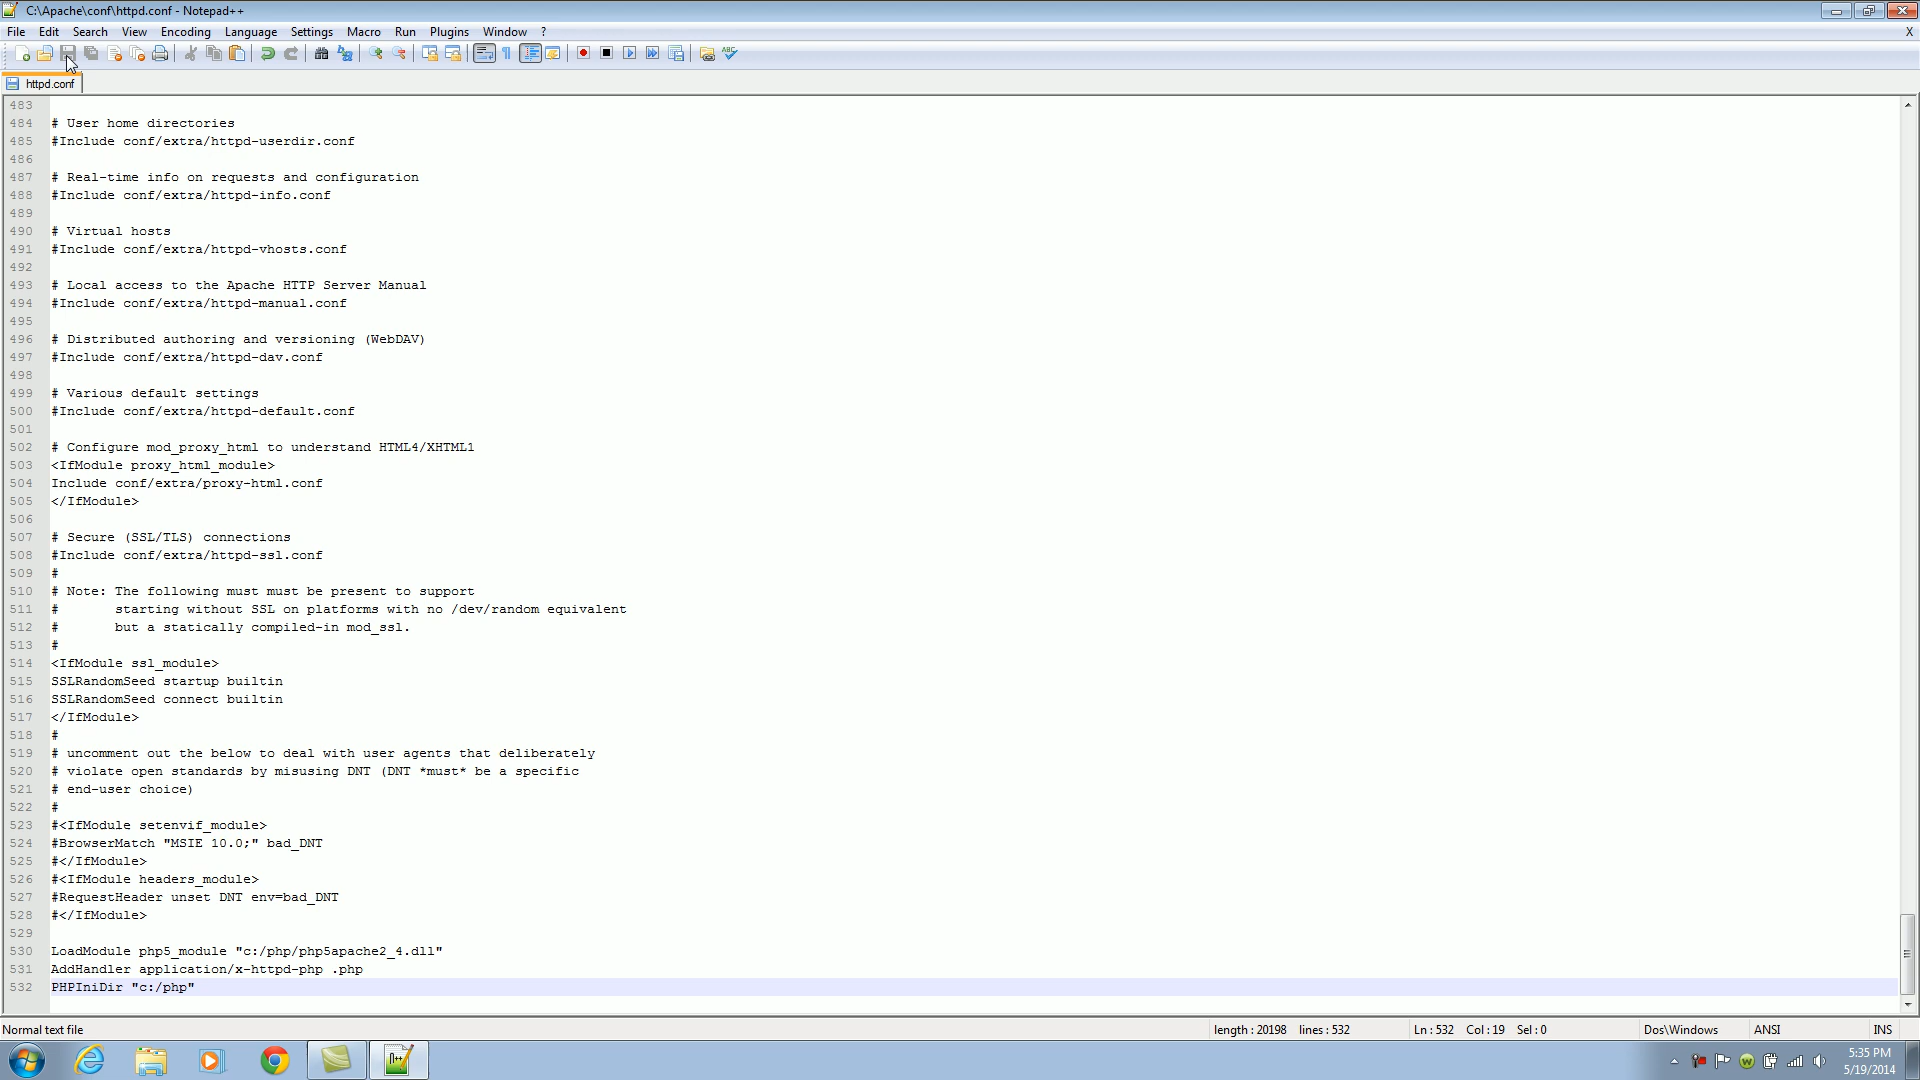 C:\Apache\conf\httpd.conf - Notepad++
File Edit Search View Encoding Language Settings Macro Run Plugins Window ? X
httpd.conf
483
484 # User home directories
485 #Include conf/extra/httpd-userdir.conf
486
487 # Real-time info on requests and configuration
488 #Include conf/extra/httpd-info.conf
489
490 # Virtual hosts
491 #Include conf/extra/httpd-vhosts.conf
492
493 # Local access to the Apache HTTP Server Manual
494 #Include conf/extra/httpd-manual.conf
495
496 # Distributed authoring and versioning (WebDAV)
497 #Include conf/extra/httpd-dav.conf
498
499 # Various default settings
500 #Include conf/extra/httpd-default.conf
501
502 # Configure mod_proxy_html to understand HTML4/XHTML1
503 <IfModule proxy_html_module>
504 Include conf/extra/proxy-html.conf
505 </IfModule>
506
507 # Secure (SSL/TLS) connections
508 #Include conf/extra/httpd-ssl.conf
509 #
510 # Note: The following must must be present to support
511 #       starting without SSL on platforms with no /dev/random equivalent
512 #       but a statically compiled-in mod_ssl.
513 #
514 <IfModule ssl_module>
515 SSLRandomSeed startup builtin
516 SSLRandomSeed connect builtin
517 </IfModule>
518 #
519 # uncomment out the below to deal with user agents that deliberately
520 # violate open standards by misusing DNT (DNT *must* be a specific
521 # end-user choice)
522 #
523 #<IfModule setenvif_module>
524 #BrowserMatch "MSIE 10.0;" bad_DNT
525 #</IfModule>
526 #<IfModule headers_module>
527 #RequestHeader unset DNT env=bad_DNT
528 #</IfModule>
529
530 LoadModule php5_module "c:/php/php5apache2_4.dll"
531 AddHandler application/x-httpd-php .php
532 PHPIniDir "c:/php"
Normal text file length : 20198 lines : 532 Ln : 532 Col : 19 Sel : 0 Dos\Windows ANSI INS
5:35 PM
5/19/2014